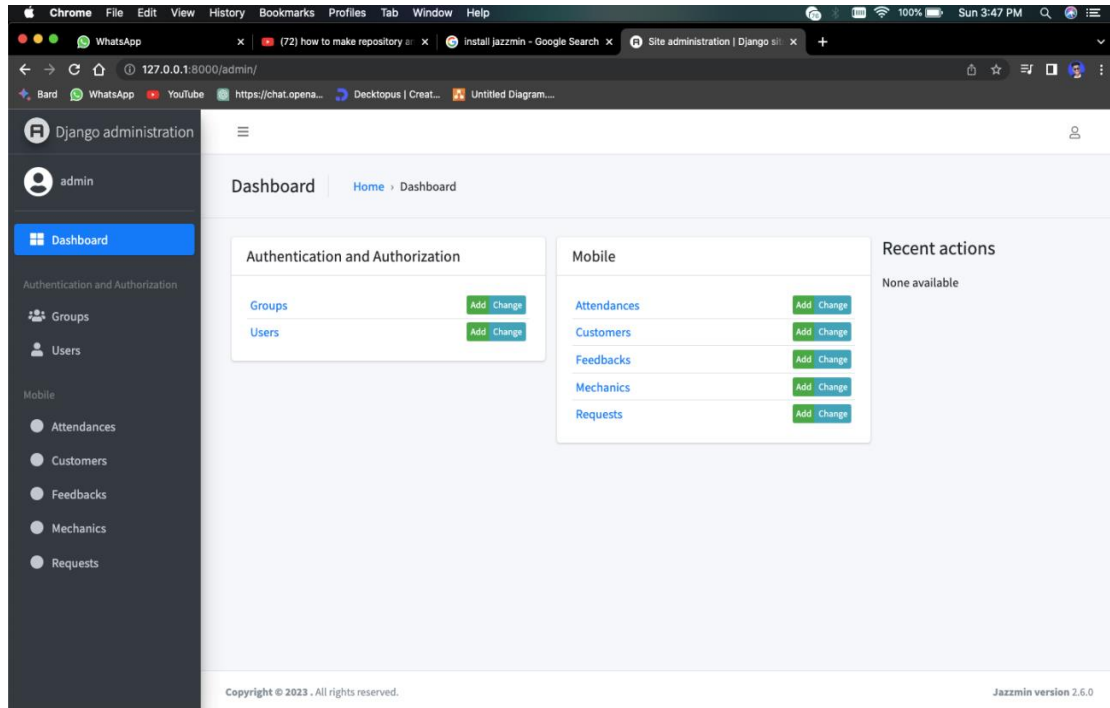 Chrome File Edit View History Bookmarks Profiles Tab Window Help 100% Sun 3:47 PM
WhatsApp (72) how to make repository an install jazzmin - Google Search Site administration | Django sit
127.0.0.1:8000/admin/
Bard WhatsApp YouTube https://chat.opena... Decktopus | Creat... Untitled Diagram....
Django administration
admin
Dashboard Home › Dashboard
Dashboard
Authentication and Authorization
Groups
Users
Mobile
Attendances
Customers
Feedbacks
Mechanics
Requests
Authentication and Authorization
Groups Add Change
Users Add Change
Mobile
Attendances Add Change
Customers Add Change
Feedbacks Add Change
Mechanics Add Change
Requests Add Change
Recent actions
None available
Copyright © 2023 . All rights reserved. Jazzmin version 2.6.0